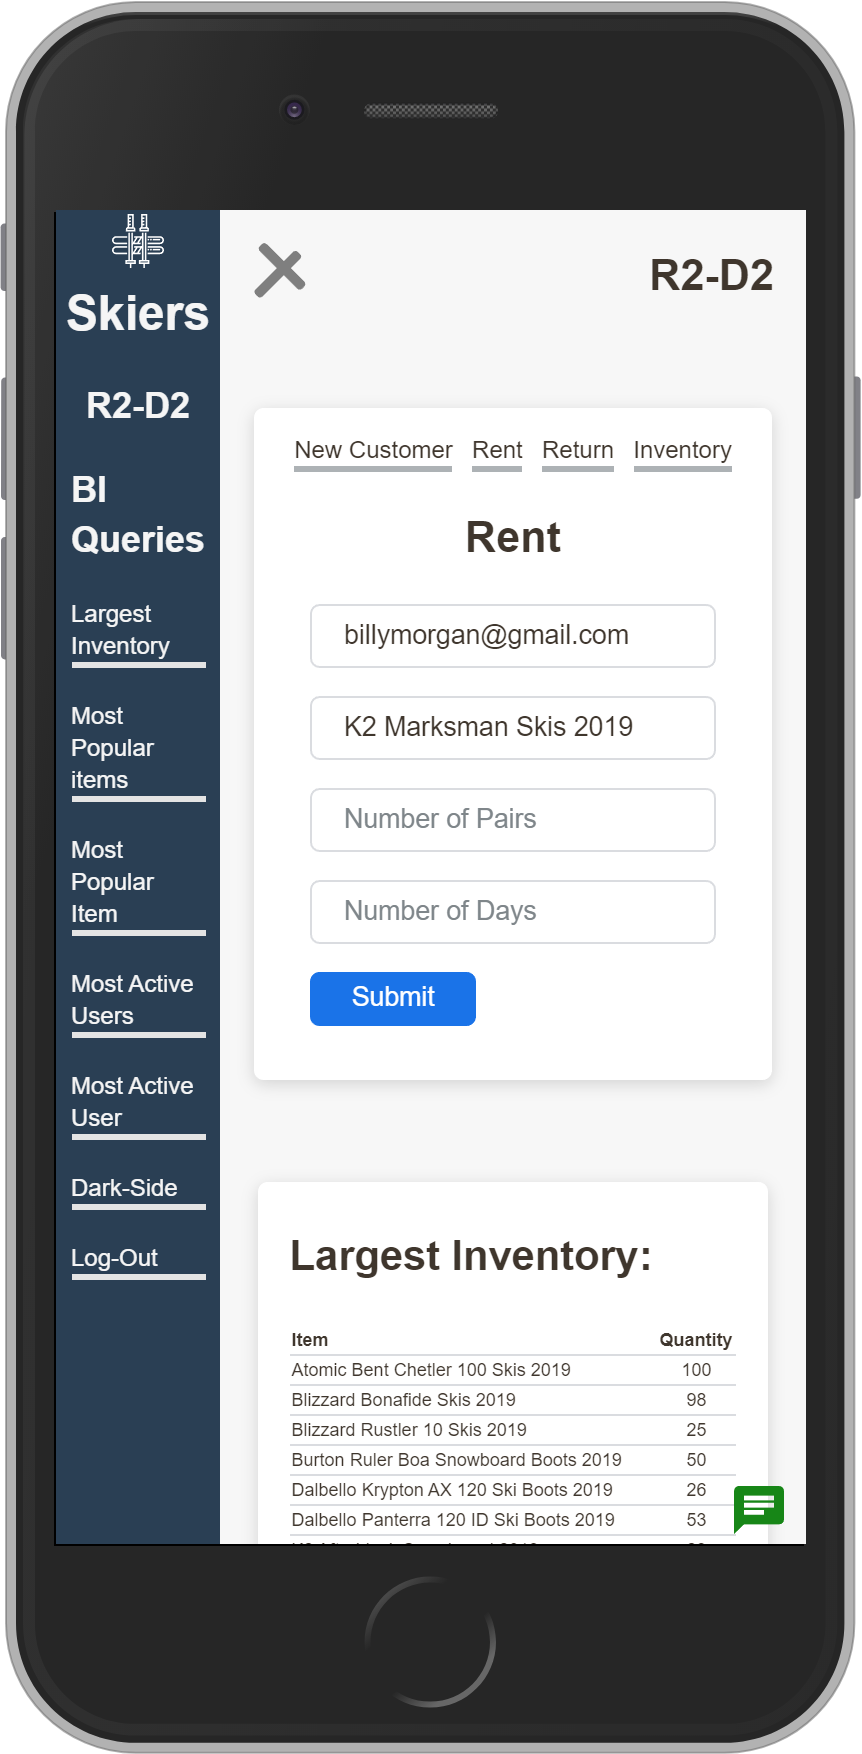 Skiers
R2-D2
BI
Queries
Largest
Inventory
Most
Popular
items
Most
Popular
Item
Most Active
Users
Most Active
User
Dark-Side
Log-Out
R2-D2
New Customer Rent Return Inventory
Rent
billymorgan@gmail.com
K2 Marksman Skis 2019
Number of Pairs
Number of Days
Submit
Largest Inventory:
Item Quantity
Atomic Bent Chetler 100 Skis 2019 100
Blizzard Bonafide Skis 2019 98
Blizzard Rustler 10 Skis 2019 25
Burton Ruler Boa Snowboard Boots 2019 50
Dalbello Krypton AX 120 Ski Boots 2019 26
Dalbello Panterra 120 ID Ski Boots 2019 53